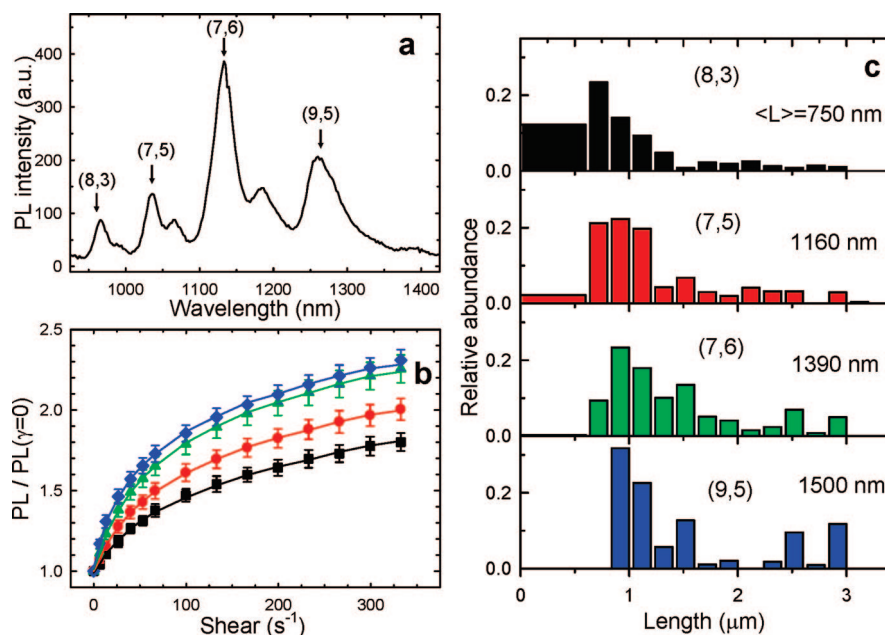 a
(7,6)
(9,5)
(7,5)
(8,3)
400
300
200
100
0
PL intensity (a.u.)
1000 1100 1200 1300 1400
Wavelength (nm)
b
2.5
2.0
1.5
1.0
PL / PL(γ=0)
0 100 200 300
Shear (s⁻¹)
c
(8,3)
<L>=750 nm
0.2
0.0
(7,5)
1160 nm
0.2
0.0
(7,6)
1390 nm
0.2
0.0
(9,5)
1500 nm
0.2
0.0
Relative abundance
0 1 2 3
Length (μm)